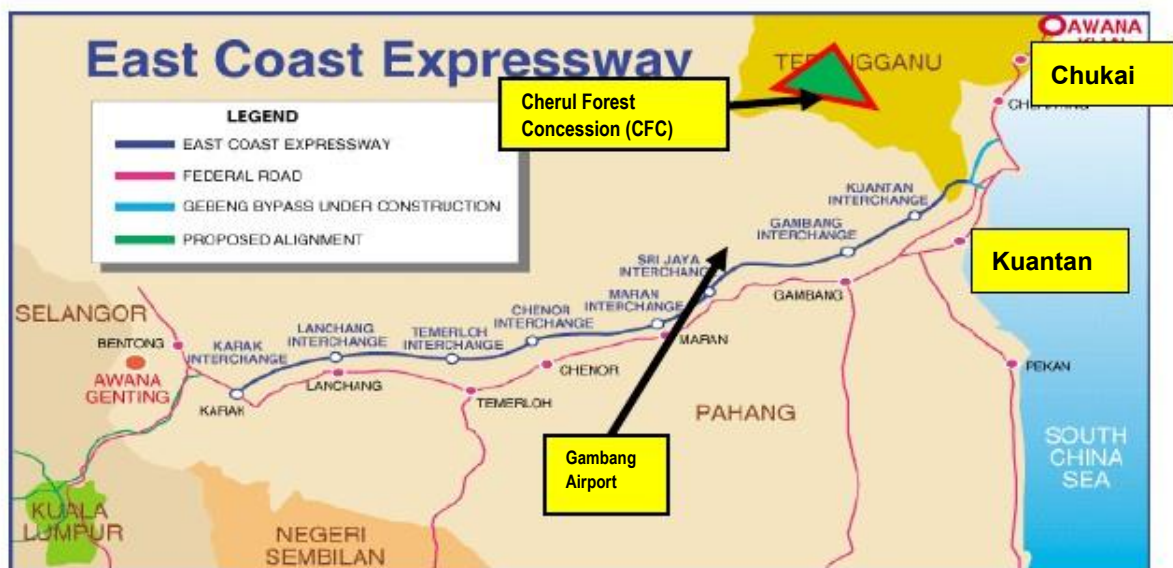 East Coast Expressway
LEGEND
EAST COAST EXPRESSWAY
FEDERAL ROAD
GEBENG BYPASS UNDER CONSTRUCTION
PROPOSED ALIGNMENT
Cherul Forest
Concession (CFC)
AWANA
Chukai
KUANTAN
INTERCHANGE
GAMBANG
INTERCHANGE
Kuantan
SRI JAYA
INTERCHANGE
MARAN
INTERCHANGE
GAMBANG
CHENOR
INTERCHANGE
TEMERLOH
INTERCHANGE
LANCHANG
INTERCHANGE
KARAK
INTERCHANGE
SELANGOR
BENTONG
AWANA
GENTING
KARAK
LANCHANG
TEMERLOH
CHENOR
MARAN
PEKAN
PAHANG
Gambang
Airport
SOUTH
CHINA
SEA
KUALA
LUMPUR
NEGERI
SEMBILAN